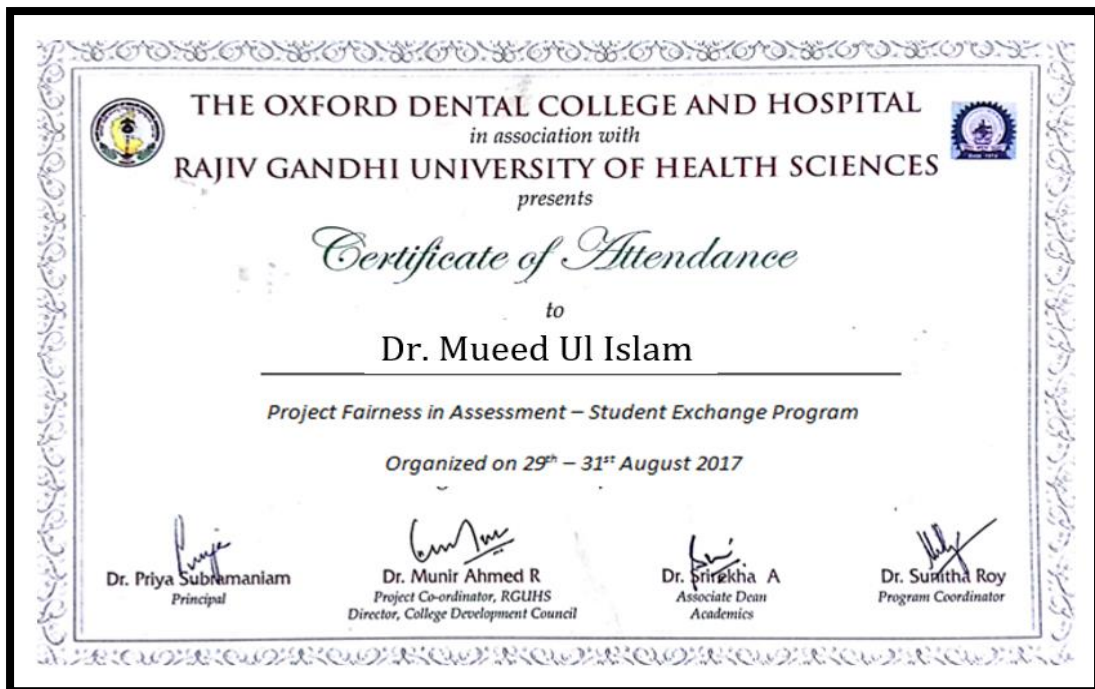 THE OXFORD DENTAL COLLEGE AND HOSPITAL
in association with
RAJIV GANDHI UNIVERSITY OF HEALTH SCIENCES
presents
Certificate of Attendance
to
Dr. Mueed Ul Islam
Project Fairness in Assessment – Student Exchange Program
Organized on 29th – 31st August 2017
Dr. Priya Subramaniam
Principal
Dr. Munir Ahmed R
Project Co-ordinator, RGUHS
Director, College Development Council
Dr. Srirekha A
Associate Dean
Academics
Dr. Sunitha Roy
Program Coordinator